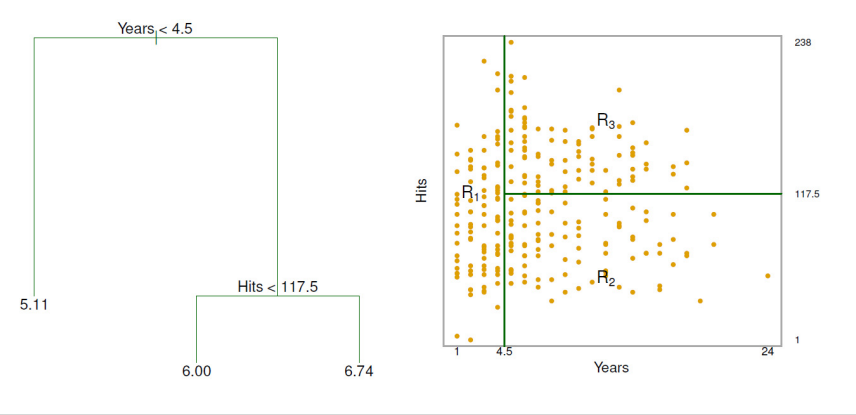 Years < 4.5
Hits < 117.5
5.11
6.00
6.74
Hits
R1
R3
R2
238
117.5
1
1
4.5
24
Years